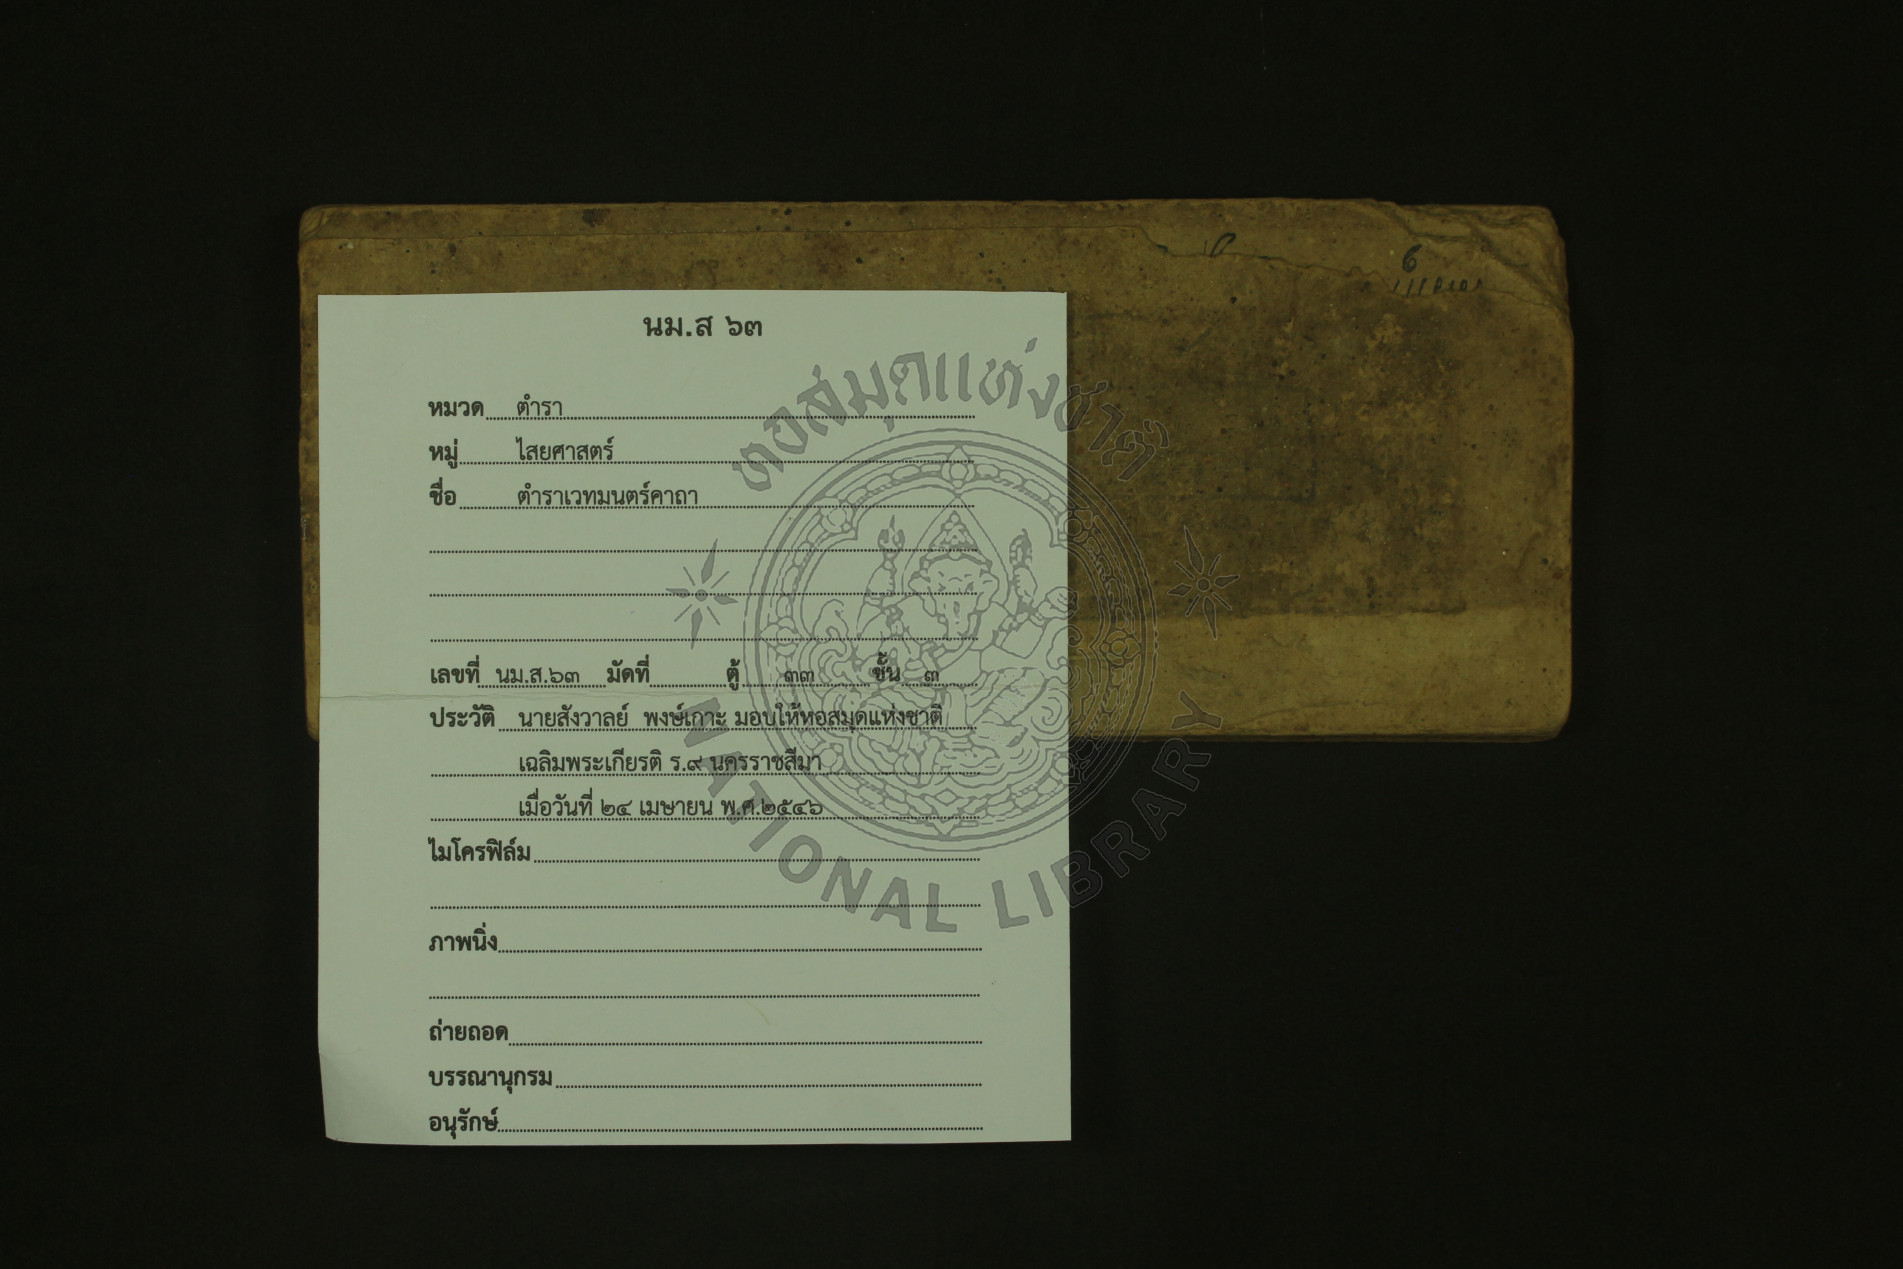 นม.ส ๖๓
หมวด ตำรา
หมู่ ไสยศาสตร์
ชื่อ ตำราเวทมนตร์คาถา
เลขที่ นม.ส.๖๓ มัดที่ ตู้ ๓๓ ชั้น ๓
ประวัติ นายสังวาลย์ พงษ์เกาะ มอบให้หอสมุดแห่งชาติ
เฉลิมพระเกียรติ ร.๙ นครราชสีมา
เมื่อวันที่ ๒๔ เมษายน พ.ศ.๒๕๔๖
ไมโครฟิล์ม
ภาพนิ่ง
ถ่ายถอด
บรรณานุกรม
อนุรักษ์
หอสมุดแห่งชาติ
NATIONAL LIBRARY